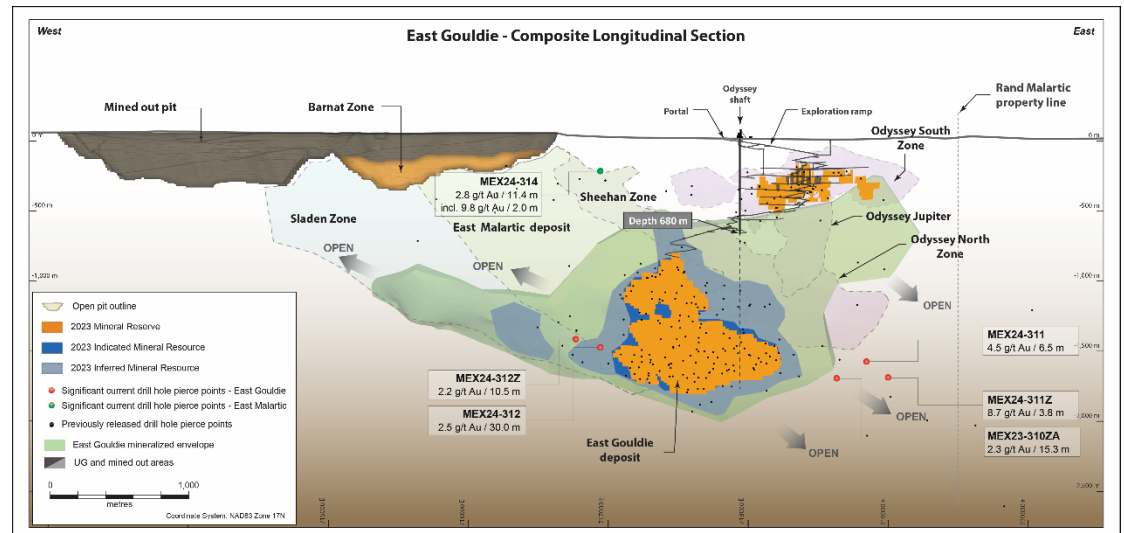 East Gouldie - Composite Longitudinal Section
West
East
Mined out pit
Barnat Zone
Portal
Odyssey
shaft
Exploration ramp
Rand Malartic
property line
Odyssey South
Zone
0 m
0 m
MEX24-314
2.8 g/t Au / 11.4 m
incl. 9.8 g/t Au / 2.0 m
Sheehan Zone
East Malartic deposit
Sladen Zone
Depth 680 m
Odyssey Jupiter
Odyssey North
Zone
-500 m
-500 m
OPEN
OPEN
OPEN
-1,000 m
-1,000 m
Open pit outline
2023 Mineral Reserve
2023 Indicated Mineral Resource
2023 Inferred Mineral Resource
Significant current drill hole pierce points - East Gouldie
Significant current drill hole pierce points - East Malartic
Previously released drill hole pierce points
East Gouldie mineralized envelope
UG and mined out areas
0
1,000
metres
Coordinate System: NAD83 Zone 17N
MEX24-311
4.5 g/t Au / 6.5 m
MEX24-312Z
2.2 g/t Au / 10.5 m
MEX24-312
2.5 g/t Au / 30.0 m
MEX24-311Z
8.7 g/t Au / 3.8 m
MEX23-310ZA
2.3 g/t Au / 15.3 m
East Gouldie
deposit
OPEN
OPEN